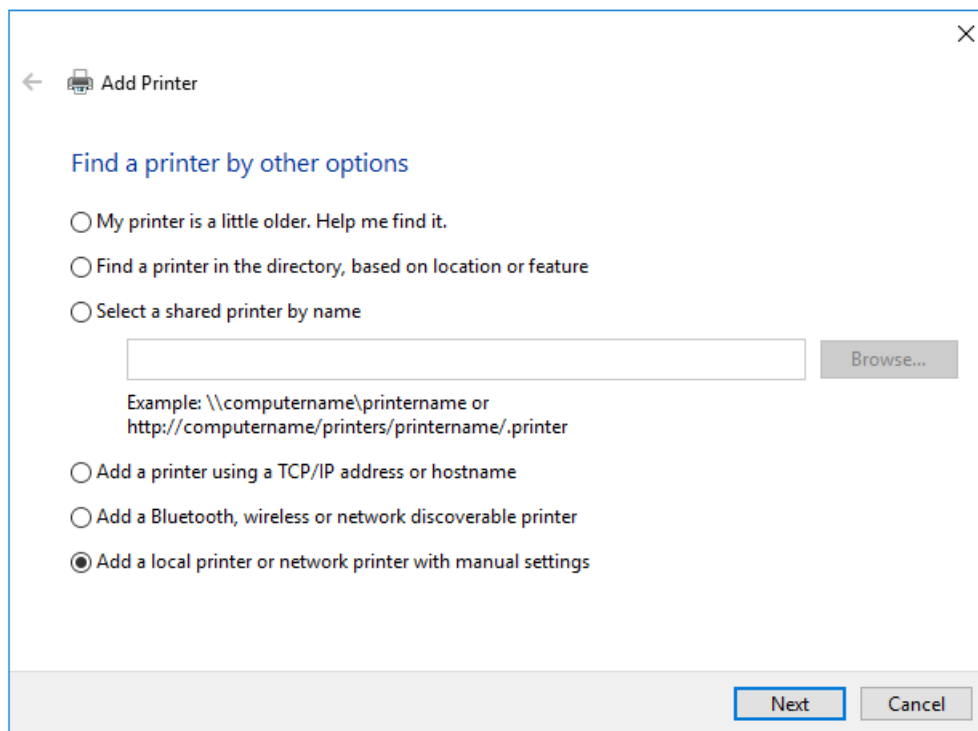 Add Printer
Find a printer by other options
My printer is a little older. Help me find it.
Find a printer in the directory, based on location or feature
Select a shared printer by name
Browse...
Example: \\computername\printername or
http://computername/printers/printername/.printer
Add a printer using a TCP/IP address or hostname
Add a Bluetooth, wireless or network discoverable printer
Add a local printer or network printer with manual settings
Next Cancel